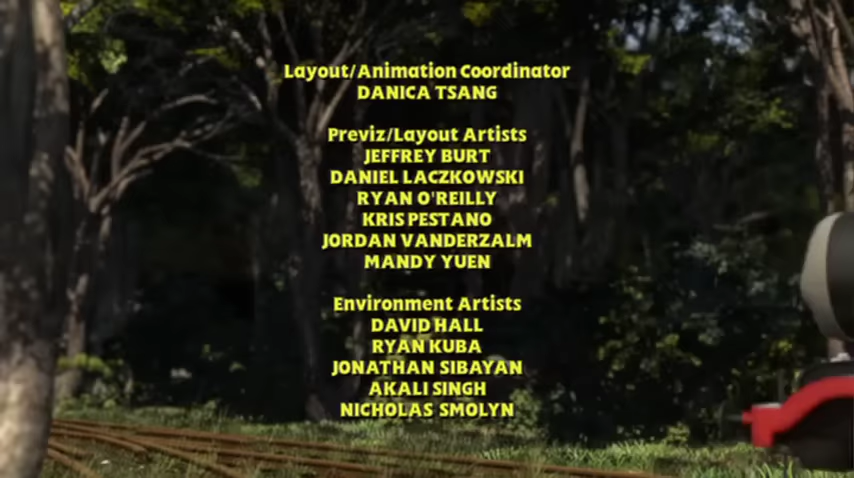 Layout/Animation Coordinator
DANICA TSANG
Previz/Layout Artists
JEFFREY BURT
DANIEL LACZKOWSKI
RYAN O'REILLY
KRIS PESTANO
JORDAN VANDERZALM
MANDY YUEN
Environment Artists
DAVID HALL
RYAN KUBA
JONATHAN SIBAYAN
AKALI SINGH
NICHOLAS SMOLYN